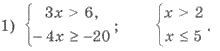 1) { 3x > 6, ; { x > 2
− 4x ≥ −20 x ≤ 5 .